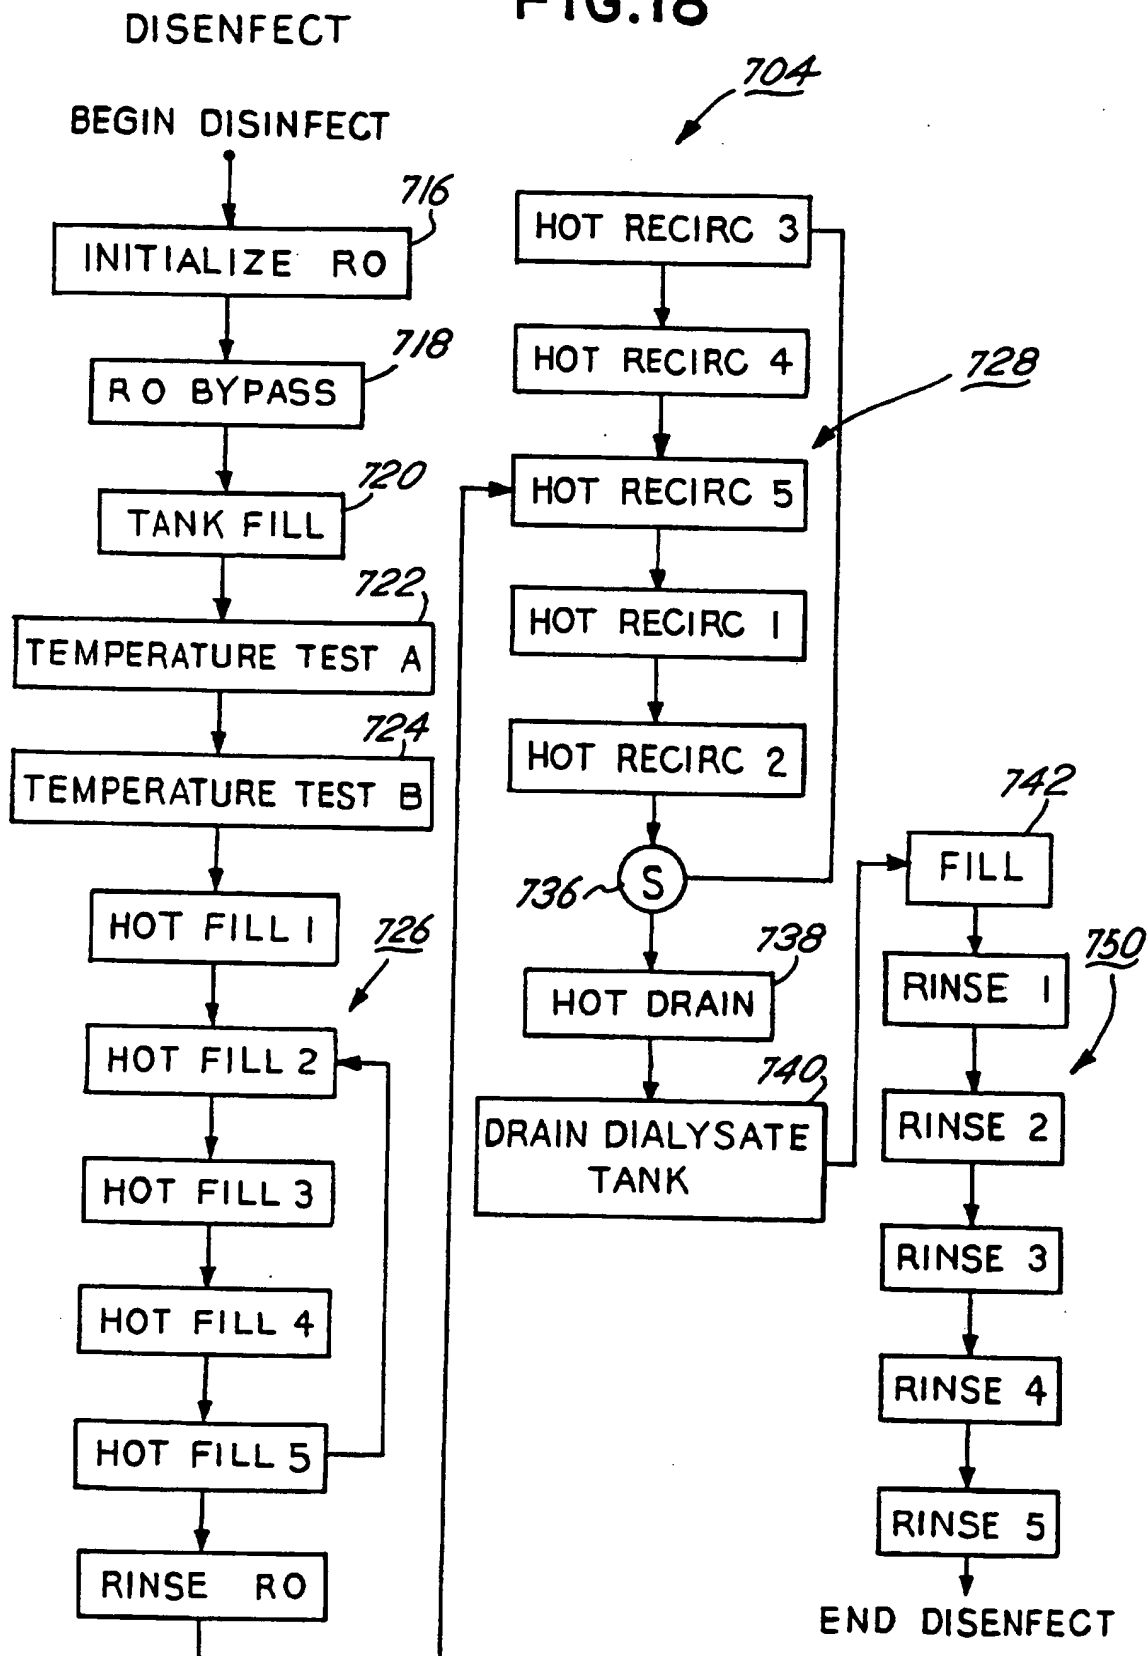 FIG.18
DISENFECT
BEGIN DISINFECT
716
INITIALIZE RO
718
RO BYPASS
720
TANK FILL
722
TEMPERATURE TEST A
724
TEMPERATURE TEST B
HOT FILL 1
726
HOT FILL 2
HOT FILL 3
HOT FILL 4
HOT FILL 5
RINSE RO
704
HOT RECIRC 3
HOT RECIRC 4
728
HOT RECIRC 5
HOT RECIRC 1
HOT RECIRC 2
736
S
738
HOT DRAIN
740
DRAIN DIALYSATE
TANK
742
FILL
750
RINSE 1
RINSE 2
RINSE 3
RINSE 4
RINSE 5
END DISENFECT